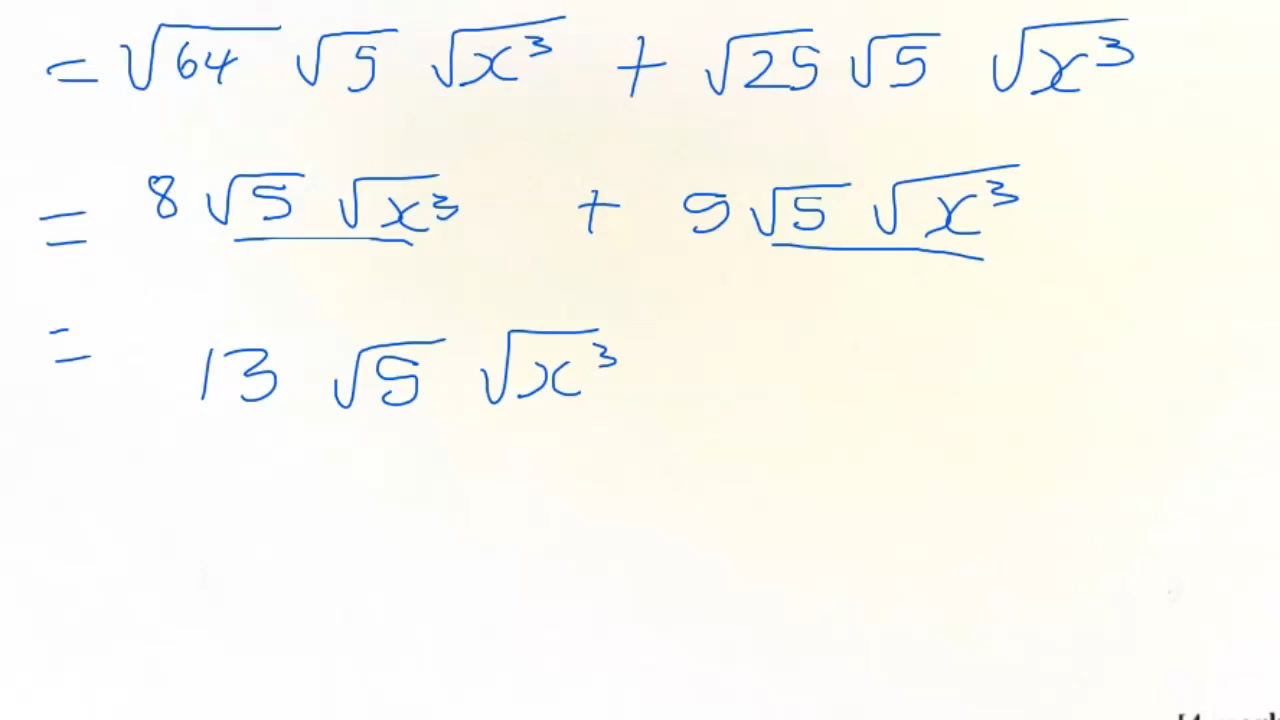 = √64 √5 √x³ + √25 √5 √x³
= 8 √5 √x³ + 5 √5 √x³
= 13 √5 √x³